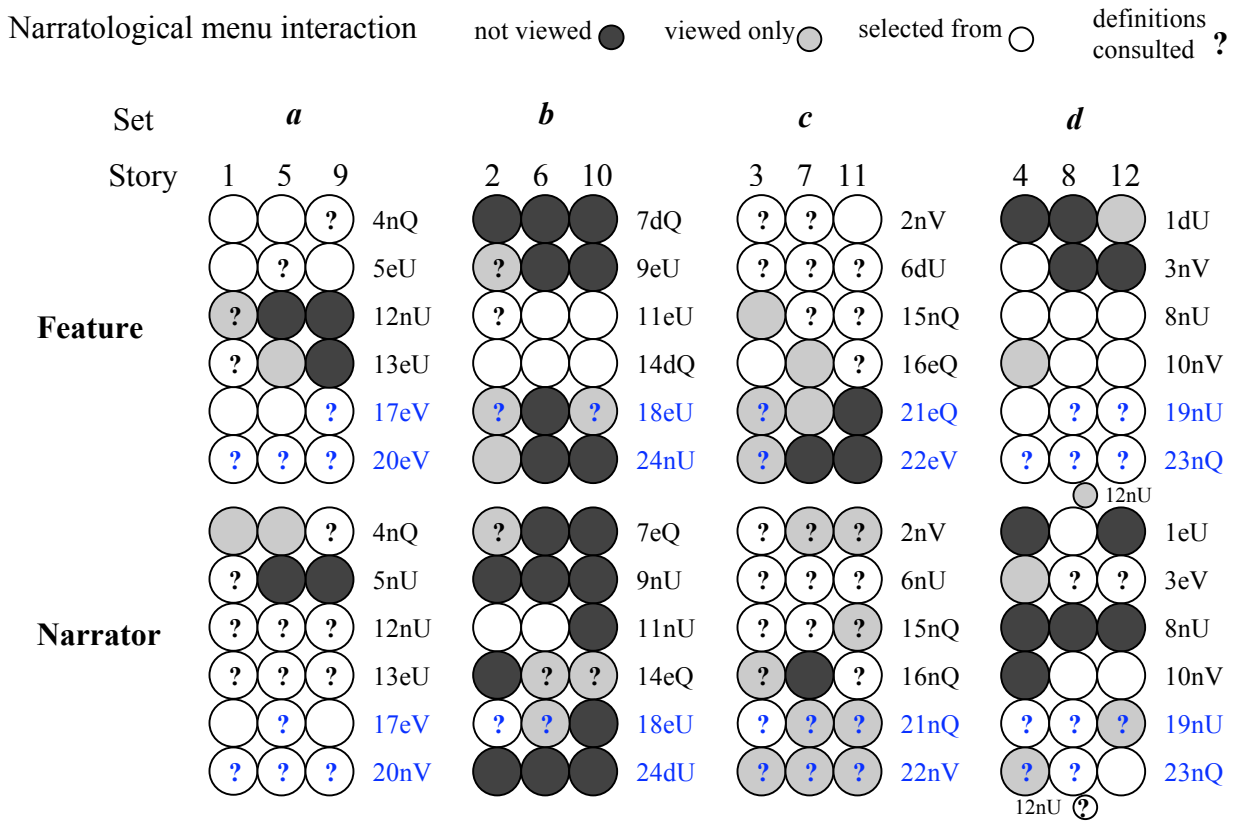 Narratological menu interaction not viewed viewed only selected from definitions consulted ?
Set a b c d
Story 1 5 9 2 6 10 3 7 11 4 8 12
Feature
? 4nQ 7dQ ? ? 2nV 1dU
? 5eU ? 9eU ? ? ? 6dU 3nV
? 12nU ? 11eU ? ? 15nQ 8nU
? 13eU 14dQ ? 16eQ 10nV
? 17eV ? ? 18eU ? 21eQ ? ? 19nU
? ? ? 20eV 24nU ? 22eV ? ? ? 23nQ
12nU
Narrator
? 4nQ ? 7eQ ? ? ? 2nV 1eU
? 5nU 9nU ? ? ? 6nU ? ? 3eV
? ? ? 12nU 11nU ? ? ? 15nQ 8nU
? ? ? 13eU ? ? 14eQ ? ? 16nQ 10nV
? 17eV ? ? 18eU ? ? ? 21nQ ? ? ? 19nU
? ? ? 20nV 24dU ? ? ? 22nV ? ? 23nQ
12nU ?